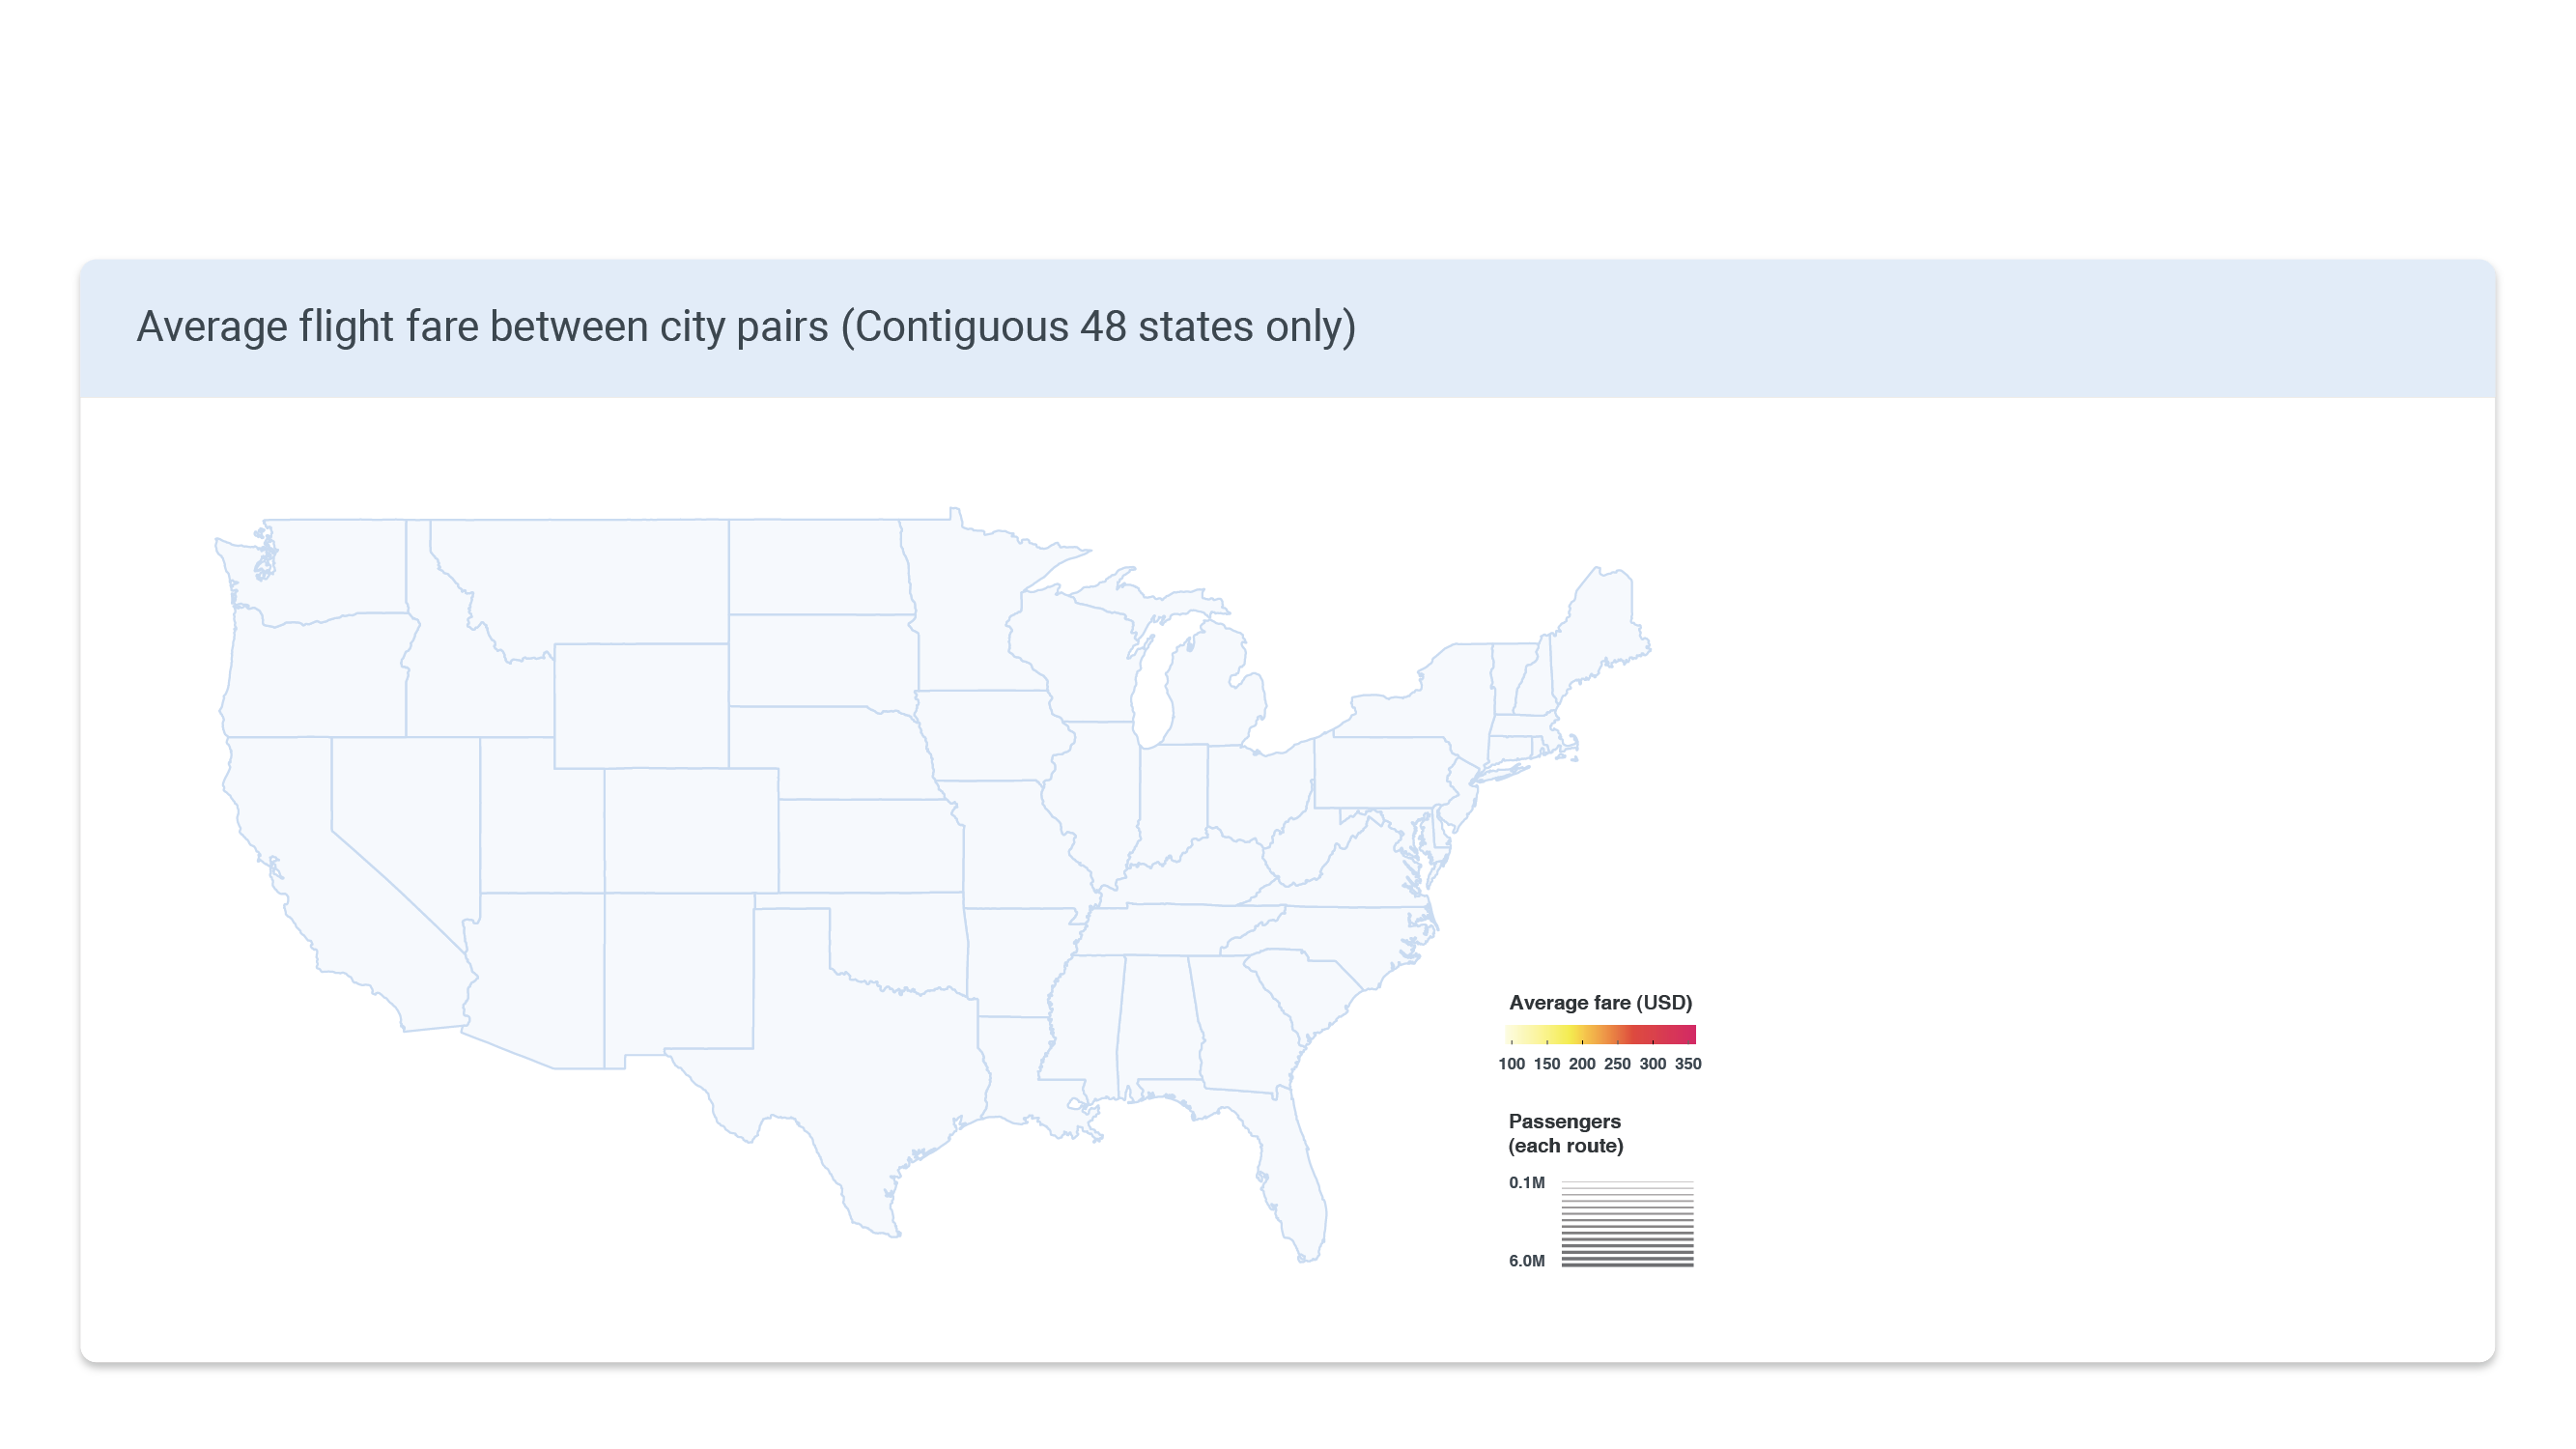 Average flight fare between city pairs (Contiguous 48 states only)
Average fare (USD)
100 150 200 250 300 350
Passengers
(each route)
0.1M
6.0M